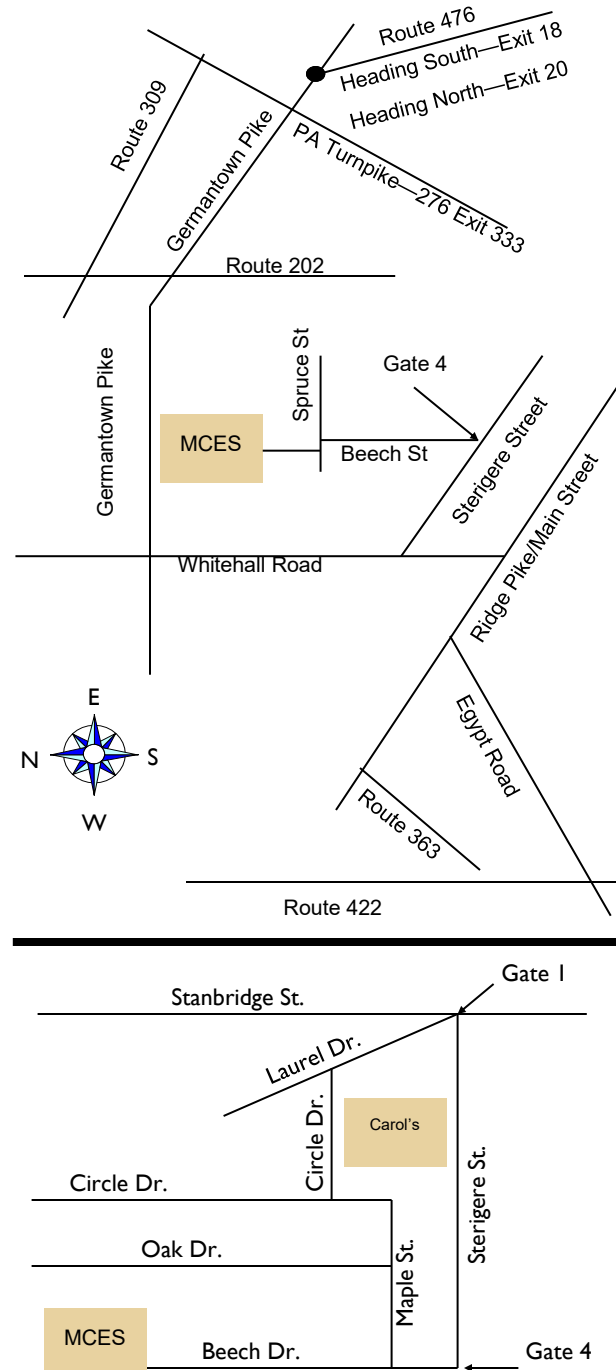 Route 476
Heading South—Exit 18
Heading North—Exit 20
Route 309
Germantown Pike
PA Turnpike—276 Exit 333
Route 202
Germantown Pike
Spruce St
Gate 4
MCES
Beech St
Sterigere Street
Whitehall Road
Ridge Pike/Main Street
E
N
S
W
Egypt Road
Route 363
Route 422
Gate 1
Stanbridge St.
Laurel Dr.
Circle Dr.
Carol's
Circle Dr.
Sterigere St.
Oak Dr.
Maple St.
MCES
Beech Dr.
Gate 4